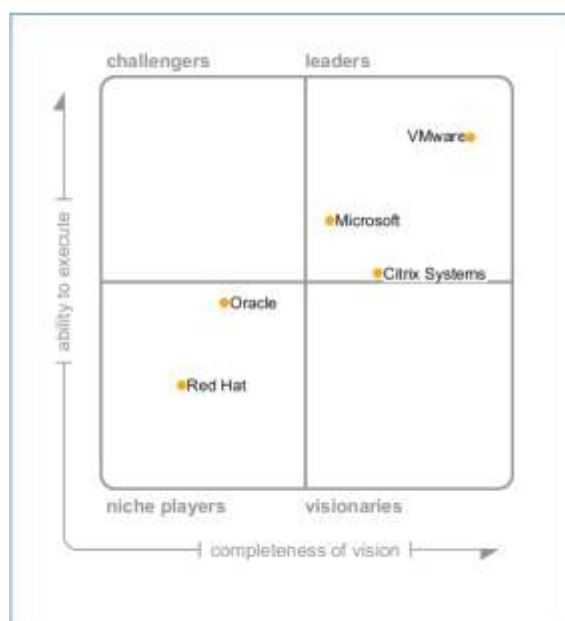 challengers leaders
VMware
Microsoft
Citrix Systems
Oracle
Red Hat
ability to execute
niche players visionaries
completeness of vision